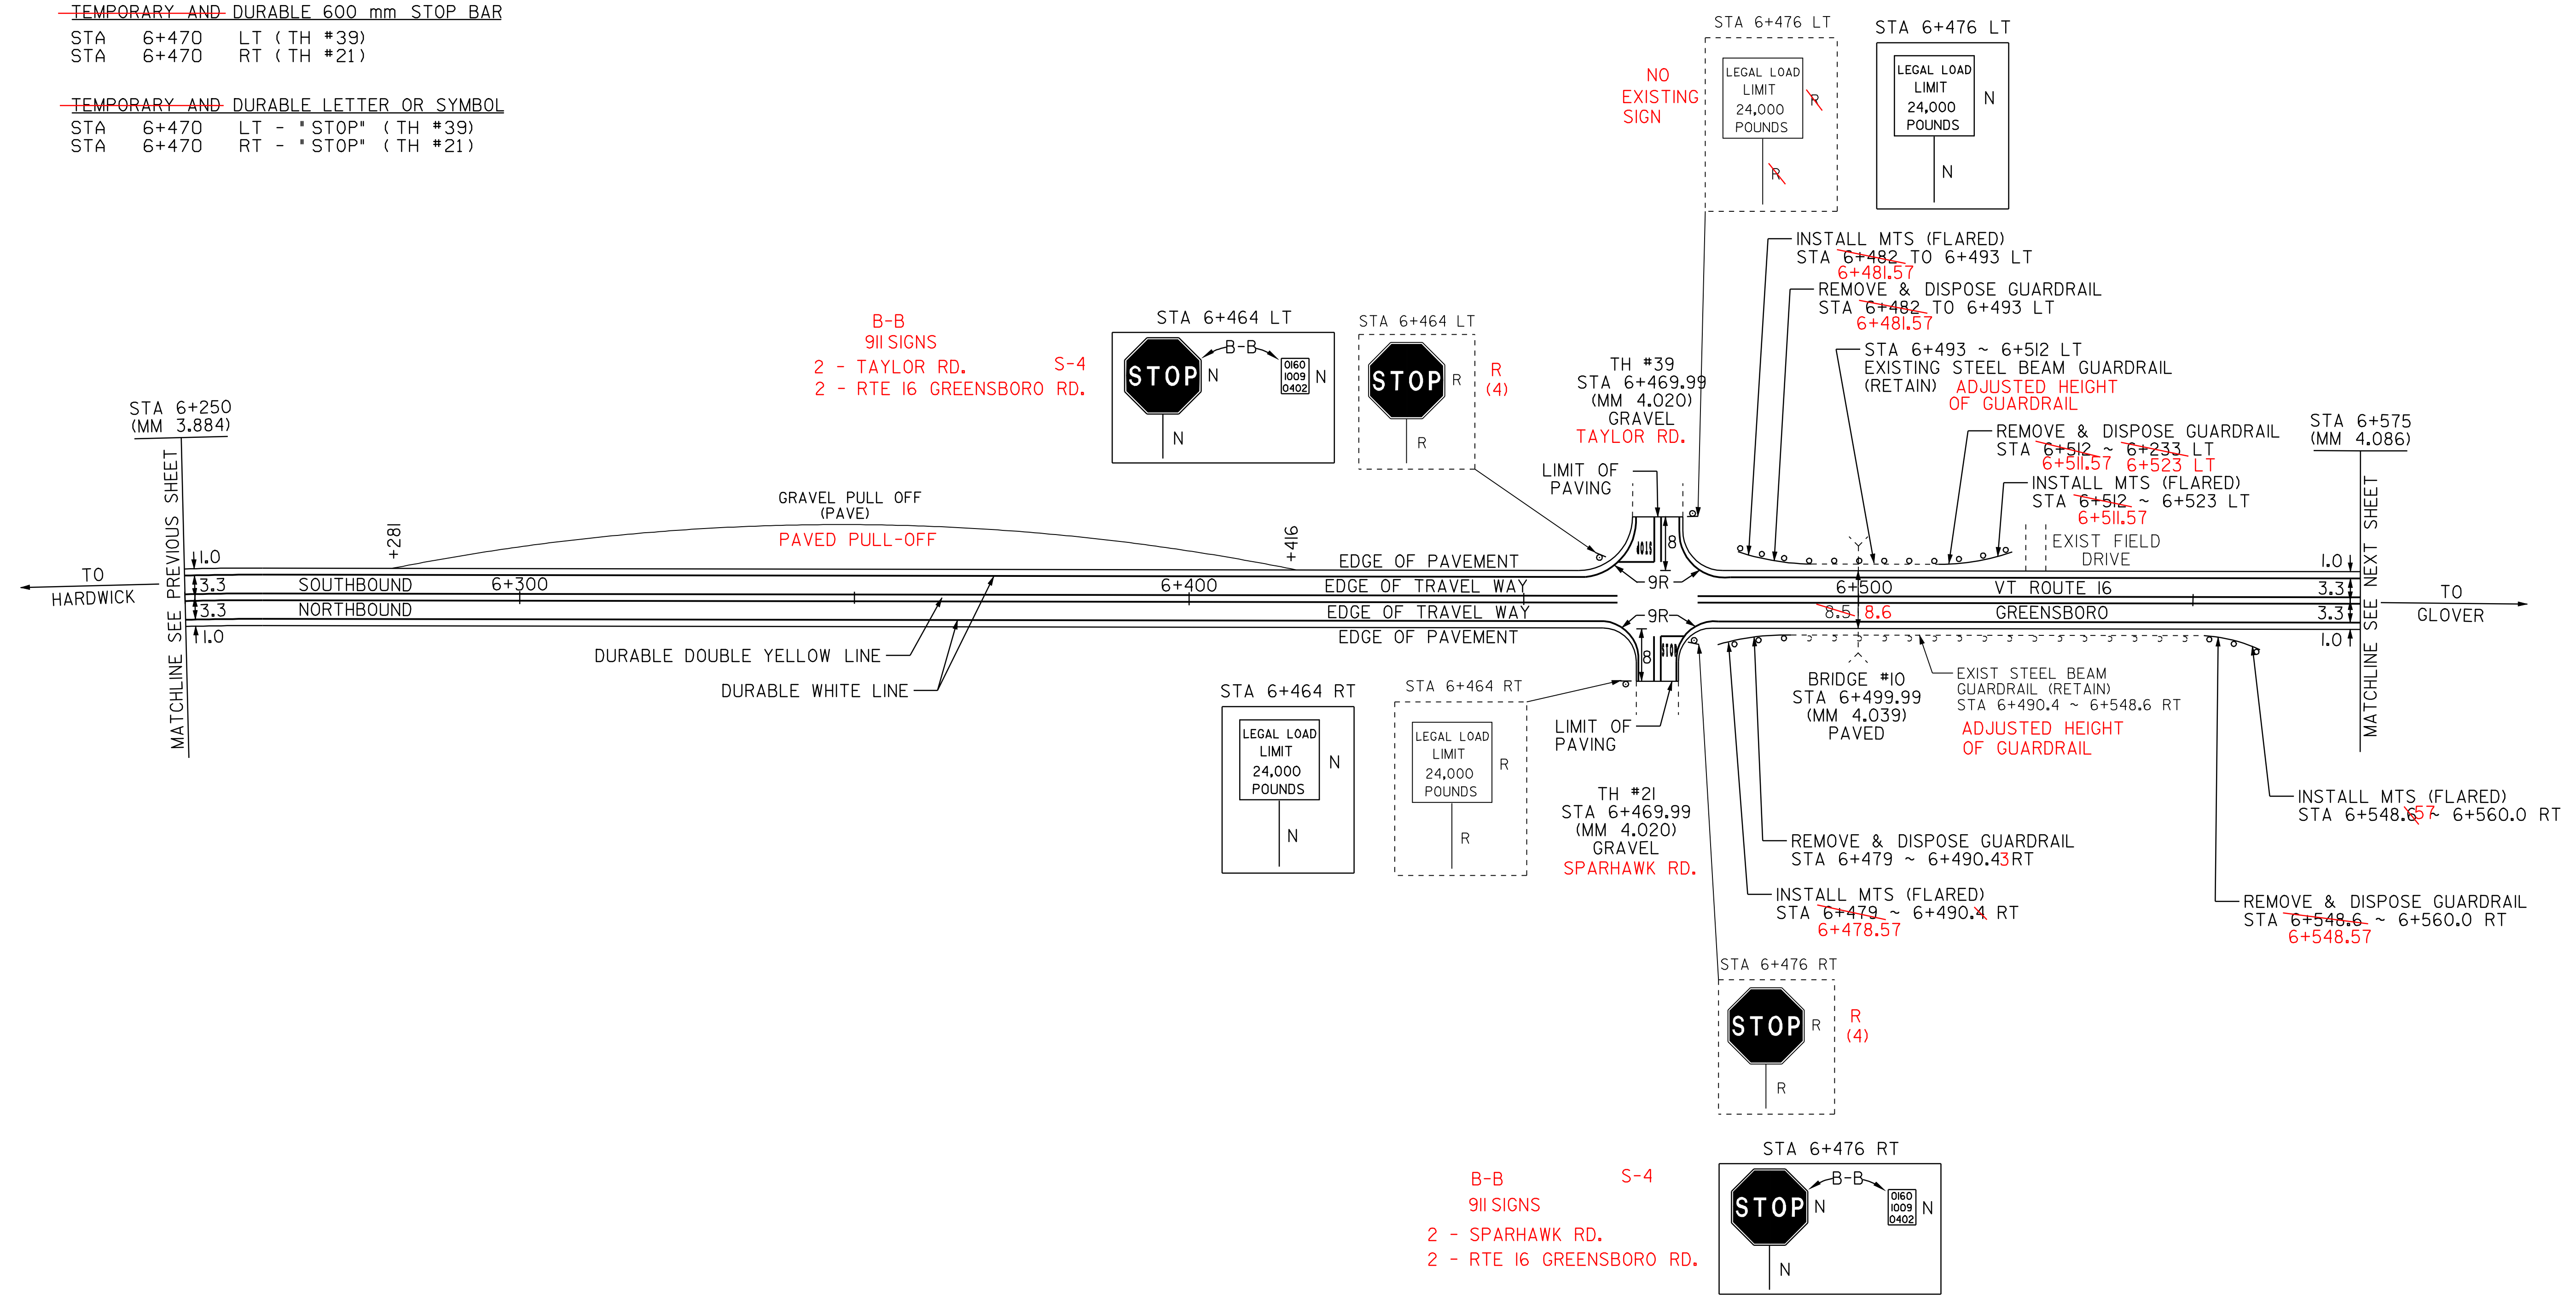 TEMPORARY AND DURABLE 600 mm STOP BAR
STA 6+470 LT ( TH #39)
STA 6+470 RT ( TH #21)
TEMPORARY AND DURABLE LETTER OR SYMBOL
STA 6+470 LT - "STOP" ( TH #39)
STA 6+470 RT - "STOP" ( TH #21)
STA 6+476 LT
NO
EXISTING
SIGN
LEGAL LOAD
LIMIT
24,000
POUNDS
R
R
STA 6+476 LT
LEGAL LOAD
LIMIT
24,000
POUNDS
N
N
INSTALL MTS (FLARED)
STA 6+482 TO 6+493 LT
6+481.57
REMOVE & DISPOSE GUARDRAIL
STA 6+482 TO 6+493 LT
6+481.57
B-B
911 SIGNS
2 - TAYLOR RD. S-4
2 - RTE 16 GREENSBORO RD.
STA 6+464 LT
STOP
N
B-B
0160
1009
0402
N
N
STA 6+464 LT
STOP
R
R
R
(4)
TH #39
STA 6+469.99
(MM 4.020)
GRAVEL
TAYLOR RD.
LIMIT OF
PAVING
STA 6+493 ~ 6+512 LT
EXISTING STEEL BEAM GUARDRAIL
(RETAIN) ADJUSTED HEIGHT
OF GUARDRAIL
REMOVE & DISPOSE GUARDRAIL
STA 6+512 ~ 6+233 LT
6+511.57 6+523 LT
INSTALL MTS (FLARED)
STA 6+512 ~ 6+523 LT
6+511.57
STA 6+250
(MM 3.884)
MATCHLINE SEE PREVIOUS SHEET
STA 6+575
(MM 4.086)
MATCHLINE SEE NEXT SHEET
GRAVEL PULL OFF
(PAVE)
PAVED PULL-OFF
+281
+416
EXIST FIELD
DRIVE
TO
HARDWICK
TO
GLOVER
1.0
3.3
3.3
1.0
SOUTHBOUND
NORTHBOUND
6+300
6+400
EDGE OF PAVEMENT
EDGE OF TRAVEL WAY
EDGE OF TRAVEL WAY
EDGE OF PAVEMENT
STOP
8
9R
9R
8
STOP
6+500
8.5 8.6
VT ROUTE 16
GREENSBORO
1.0
3.3
3.3
1.0
DURABLE DOUBLE YELLOW LINE
DURABLE WHITE LINE
STA 6+464 RT
LEGAL LOAD
LIMIT
24,000
POUNDS
N
N
STA 6+464 RT
LEGAL LOAD
LIMIT
24,000
POUNDS
R
R
LIMIT OF
PAVING
TH #21
STA 6+469.99
(MM 4.020)
GRAVEL
SPARHAWK RD.
BRIDGE #10
STA 6+499.99
(MM 4.039)
PAVED
EXIST STEEL BEAM
GUARDRAIL (RETAIN)
STA 6+490.4 ~ 6+548.6 RT
ADJUSTED HEIGHT
OF GUARDRAIL
REMOVE & DISPOSE GUARDRAIL
STA 6+479 ~ 6+490.43 RT
INSTALL MTS (FLARED)
STA 6+479 ~ 6+490.4 RT
6+478.57
INSTALL MTS (FLARED)
STA 6+548.657 ~ 6+560.0 RT
REMOVE & DISPOSE GUARDRAIL
STA 6+548.6 ~ 6+560.0 RT
6+548.57
STA 6+476 RT
STOP
R
R
R
(4)
B-B S-4
911 SIGNS
2 - SPARHAWK RD.
2 - RTE 16 GREENSBORO RD.
STA 6+476 RT
STOP
N
B-B
0160
1009
0402
N
N